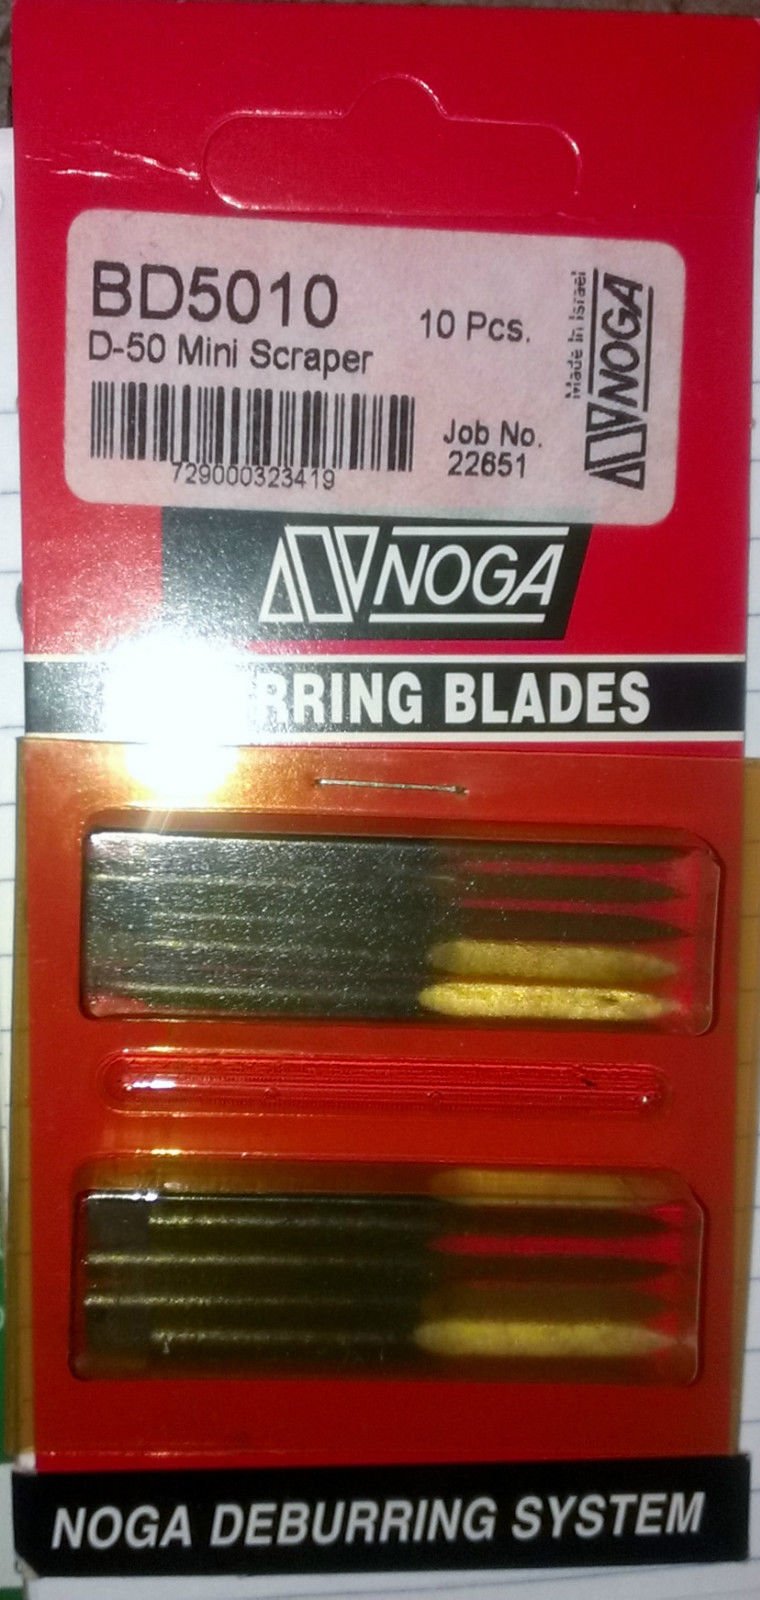 BD5010
D-50 Mini Scraper
10 Pcs.
729000323419
Job No.
22651
Made In Israel
NOGA
NOGA
RRING BLADES
NOGA DEBURRING SYSTEM